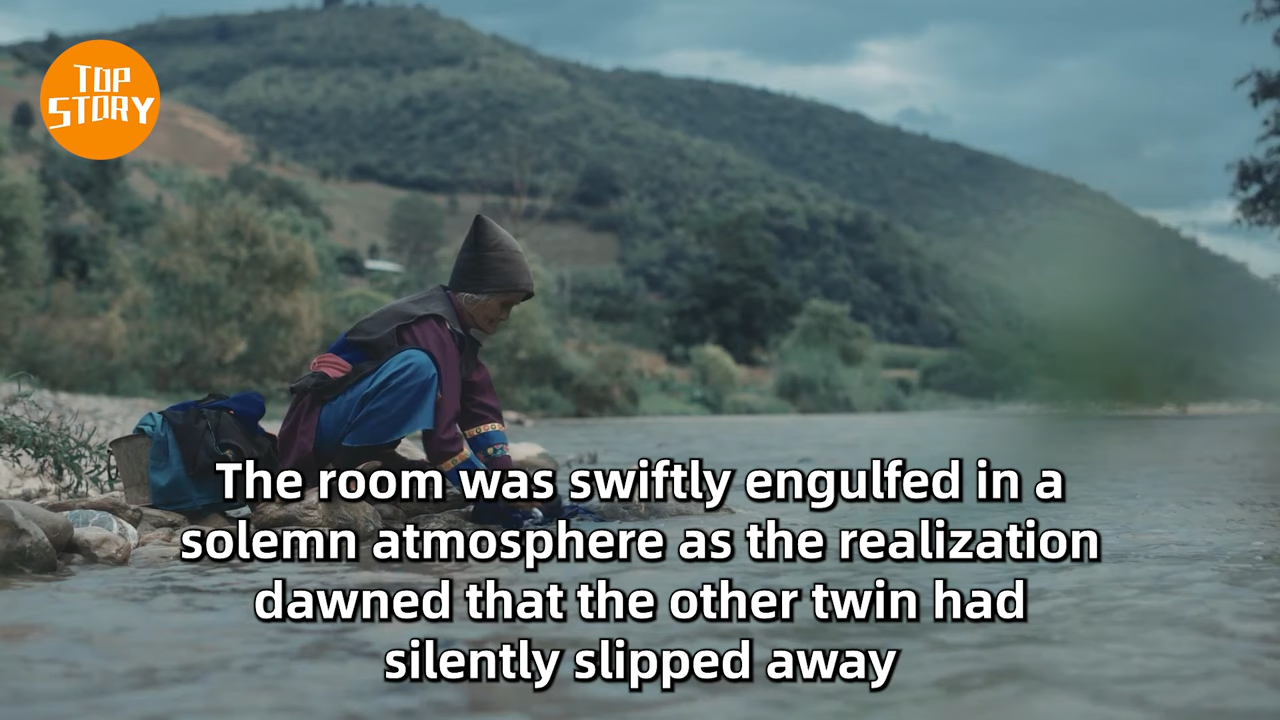 TOP
STORY
The room was swiftly engulfed in a
solemn atmosphere as the realization
dawned that the other twin had
silently slipped away